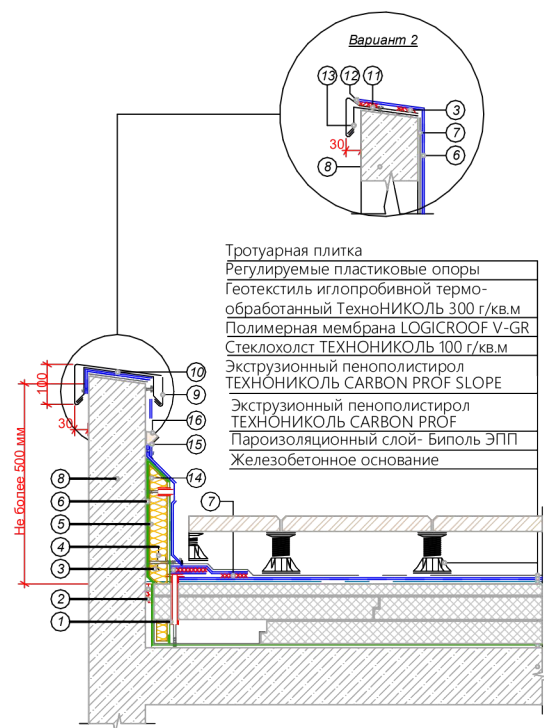 Вариант 2
13 12 11
3
7
6
30
8
Тротуарная плитка
Регулируемые пластиковые опоры
Геотекстиль иглопробивной термо-
обработанный ТехноНИКОЛЬ 300 г/кв.м
Полимерная мембрана LOGICROOF V-GR
Стеклохолст ТЕХНОНИКОЛЬ 100 г/кв.м
Экструзионный пенополистирол
ТЕХНОНИКОЛЬ CARBON PROF SLOPE
Экструзионный пенополистирол
ТЕХНОНИКОЛЬ CARBON PROF
Пароизоляционный слой- Биполь ЭПП
Железобетонное основание
100
30
Не более 500 мм
10
9
16
15
14
8
6
5
4
3
2
1
7